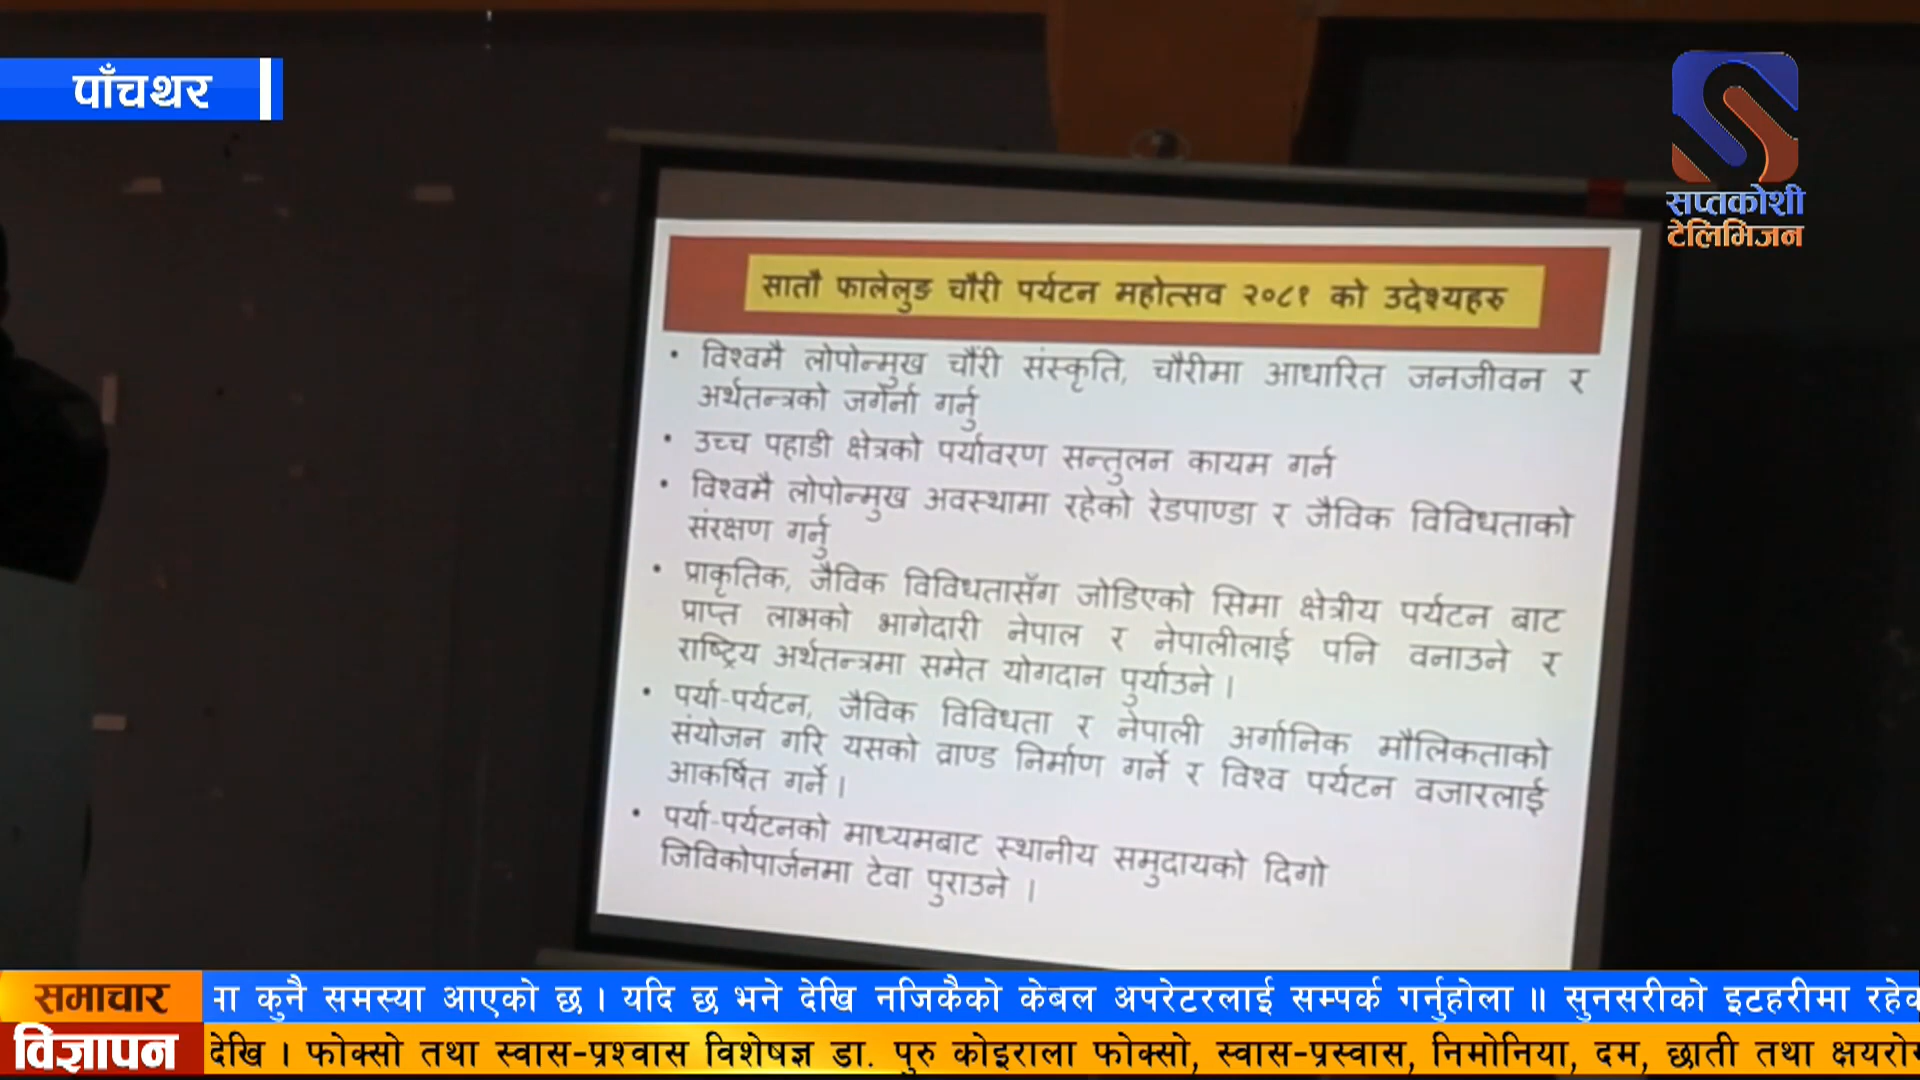 पाँचथर
सप्तकोशी
टेलिभिजन
सातौ फालेलुङ चौरी पर्यटन महोत्सव २०८१ को उदेश्यहरु
• विश्वमै लोपोन्मुख चौंरी संस्कृति, चौरीमा आधारित जनजीवन र
अर्थतन्त्रको जर्गेर्ना गर्नु
• उच्च पहाडी क्षेत्रको पर्यावरण सन्तुलन कायम गर्न
• विश्वमै लोपोन्मुख अवस्थामा रहेको रेडपाण्डा र जैविक विविधताको
संरक्षण गर्नु
• प्राकृतिक, जैविक विविधतासँग जोडिएको सिमा क्षेत्रीय पर्यटन बाट
प्राप्त लाभको भागेदारी नेपाल र नेपालीलाई पनि वनाउने र
राष्ट्रिय अर्थतन्त्रमा समेत योगदान पुर्याउने ।
• पर्या-पर्यटन, जैविक विविधता र नेपाली अर्गानिक मौलिकताको
संयोजन गरि यसको व्राण्ड निर्माण गर्ने र विश्व पर्यटन वजारलाई
आकर्षित गर्ने ।
• पर्या-पर्यटनको माध्यमबाट स्थानीय समुदायको दिगो
जिविकोपार्जनमा टेवा पुराउने ।
समाचार
कुनै समस्या आएको छ । यदि छ भने देखि नजिकैको केबल अपरेटरलाई सम्पर्क गर्नुहोला ॥ सुनसरीको इटहरीमा
विज्ञापन
देखि । फोक्सो तथा स्वास-प्रश्वास विशेषज्ञ डा. पुरु कोइराला फोक्सो, स्वास-प्रस्वास, निमोनिया, दम, छाती तथा